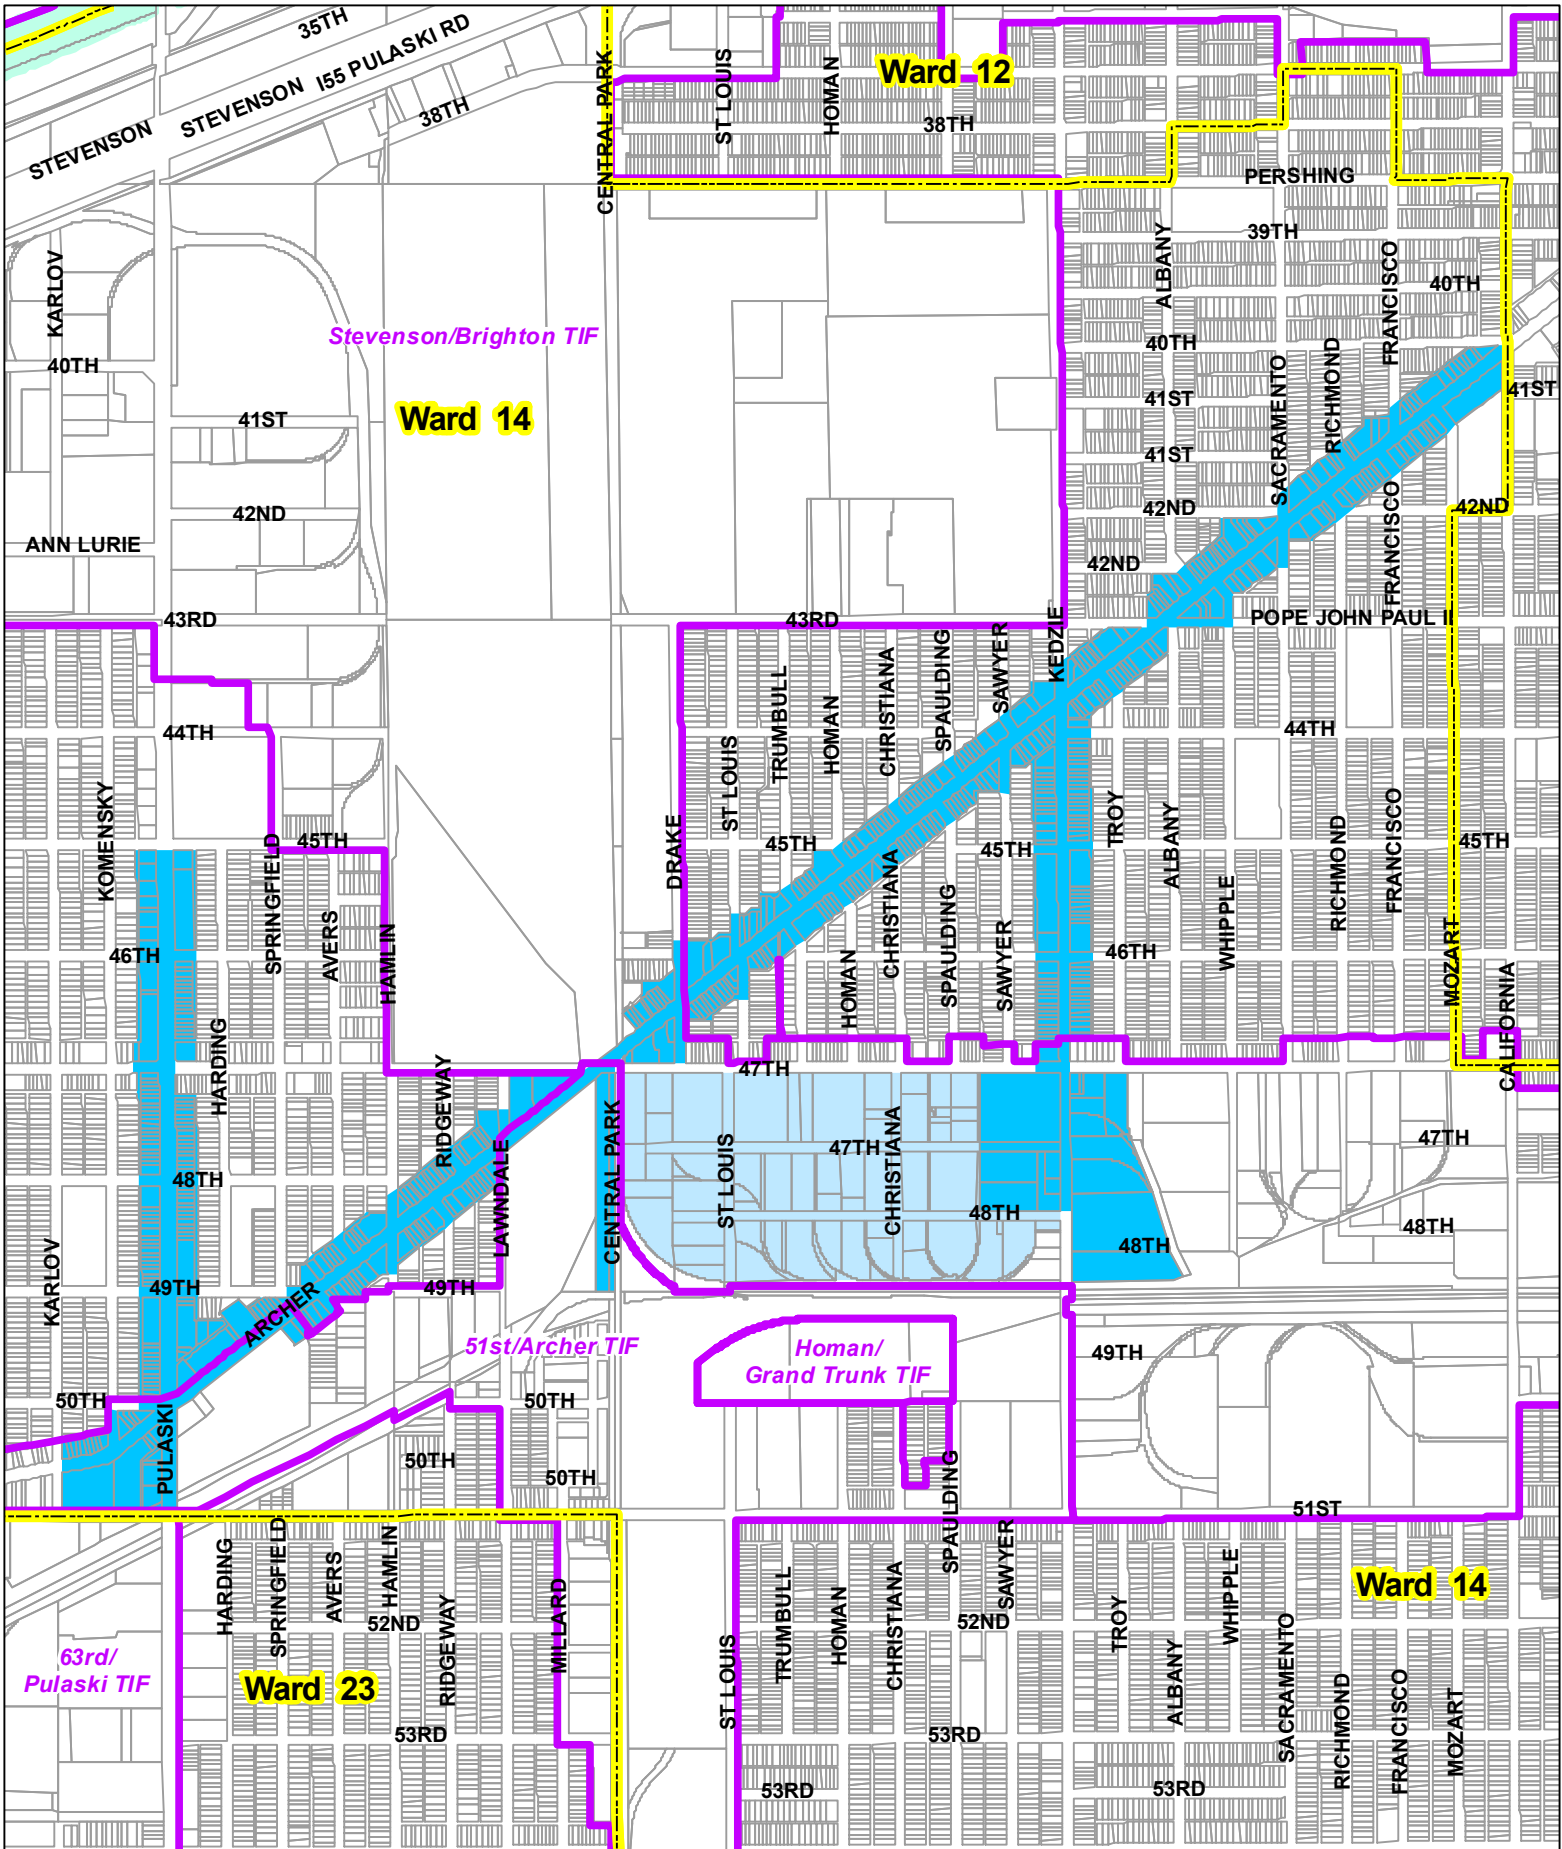 35TH
STEVENSON I55 PULASKI RD
STEVENSON
STEVENSON
38TH
CENTRAL PARK
ST LOUIS
HOMAN
Ward 12
38TH
PERSHING
39TH
KARLOV
ALBANY
FRANCISCO
40TH
Stevenson/Brighton TIF
40TH
40TH
SACRAMENTO
RICHMOND
41ST
41ST
Ward 14
41ST
41ST
42ND
42ND
42ND
FRANCISCO
ANN LURIE
42ND
43RD
43RD
POPE JOHN PAUL II
KEDZIE
SAWYER
SPAULDING
CHRISTIANA
TRUMBULL
HOMAN
44TH
44TH
ST LOUIS
KOMENSKY
SPRINGFIELD
45TH
DRAKE
45TH
45TH
TROY
ALBANY
RICHMOND
FRANCISCO
45TH
CHRISTIANA
SPAULDING
WHIPPLE
AVERS
HAMLIN
46TH
46TH
HOMAN
SAWYER
MOZART
CALIFORNIA
HARDING
RIDGEWAY
47TH
CENTRAL PARK
LAWNDALE
ST LOUIS
47TH
CHRISTIANA
47TH
48TH
48TH
48TH
48TH
KARLOV
49TH
49TH
ARCHER
51st/Archer TIF
Homan/
Grand Trunk TIF
49TH
50TH
50TH
PULASKI
50TH
50TH
SPAULDING
51ST
HARDING
SPRINGFIELD
AVERS
HAMLIN
RIDGEWAY
MILLARD
52ND
SAWYER
52ND
TRUMBULL
HOMAN
CHRISTIANA
TROY
WHIPPLE
Ward 14
63rd/
Pulaski TIF
Ward 23
ST LOUIS
ALBANY
SACRAMENTO
RICHMOND
FRANCISCO
MOZART
53RD
53RD
53RD
53RD